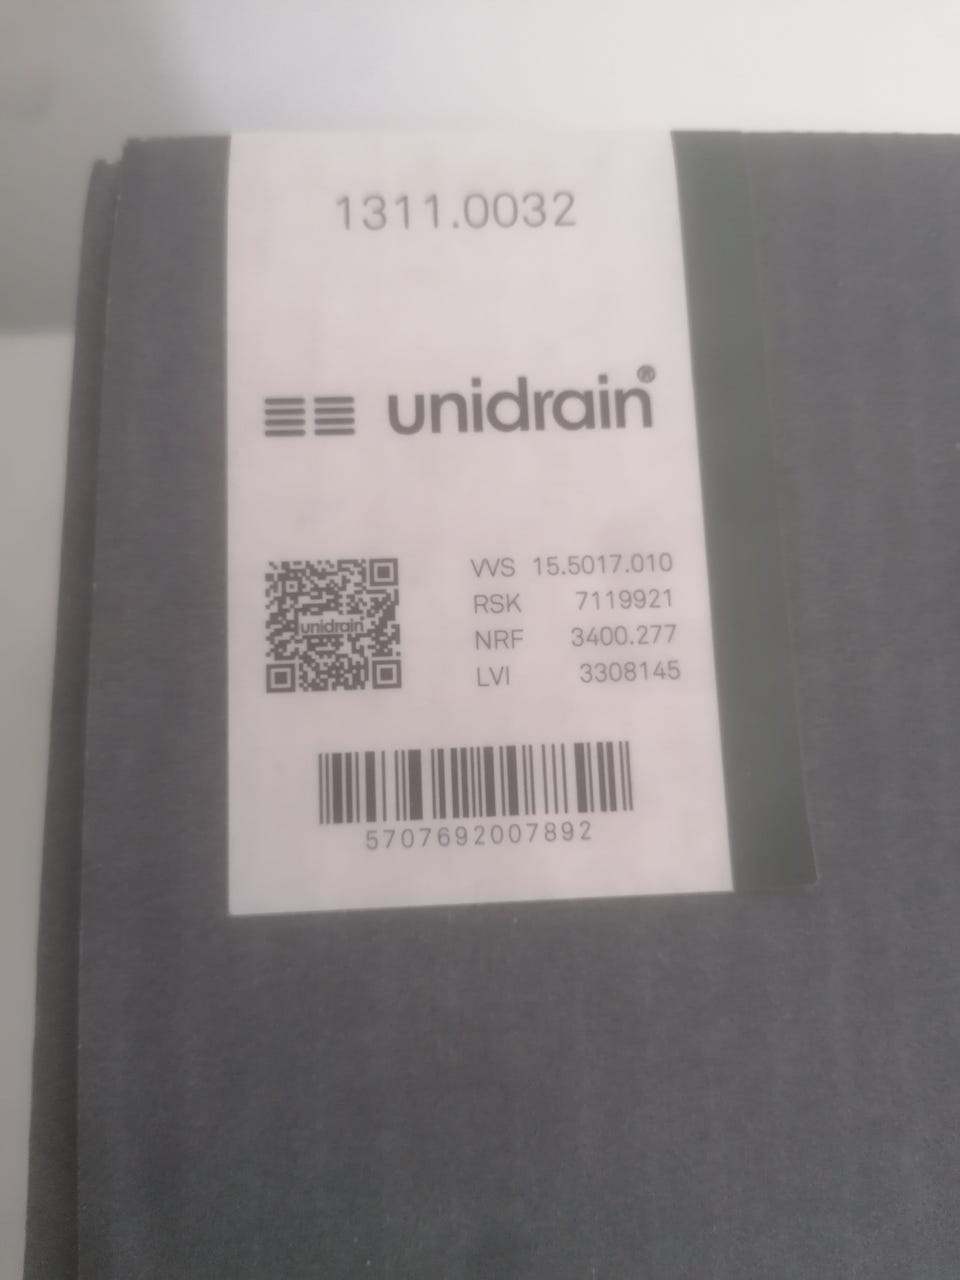 1311.0032
unidrain®
unidrain
VVS 15.5017.010
RSK 7119921
NRF 3400.277
LVI 3308145
5707692007892